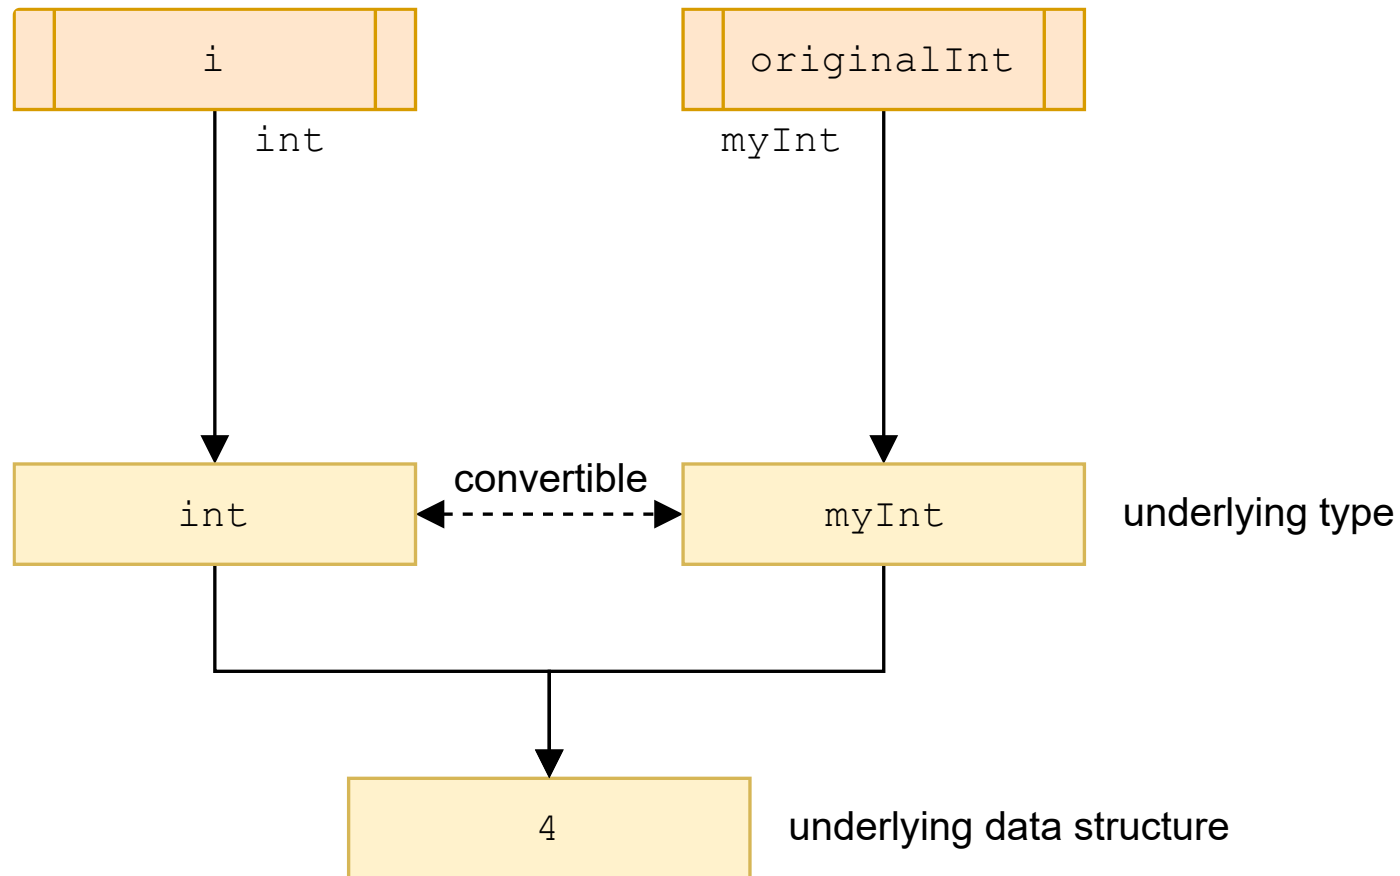 i
originalInt
int
myInt
convertible
int
myInt
underlying type
4
underlying data structure